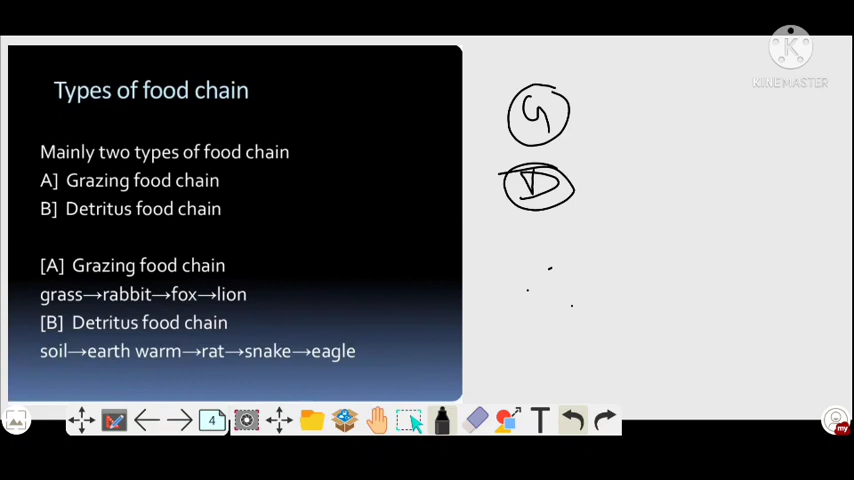 Types of food chain
Mainly two types of food chain
A] Grazing food chain
B] Detritus food chain
[A] Grazing food chain
grass→rabbit→fox→lion
[B] Detritus food chain
soil→earth warm→rat→snake→eagle
G
D
K
KINEMASTER
4
T
my